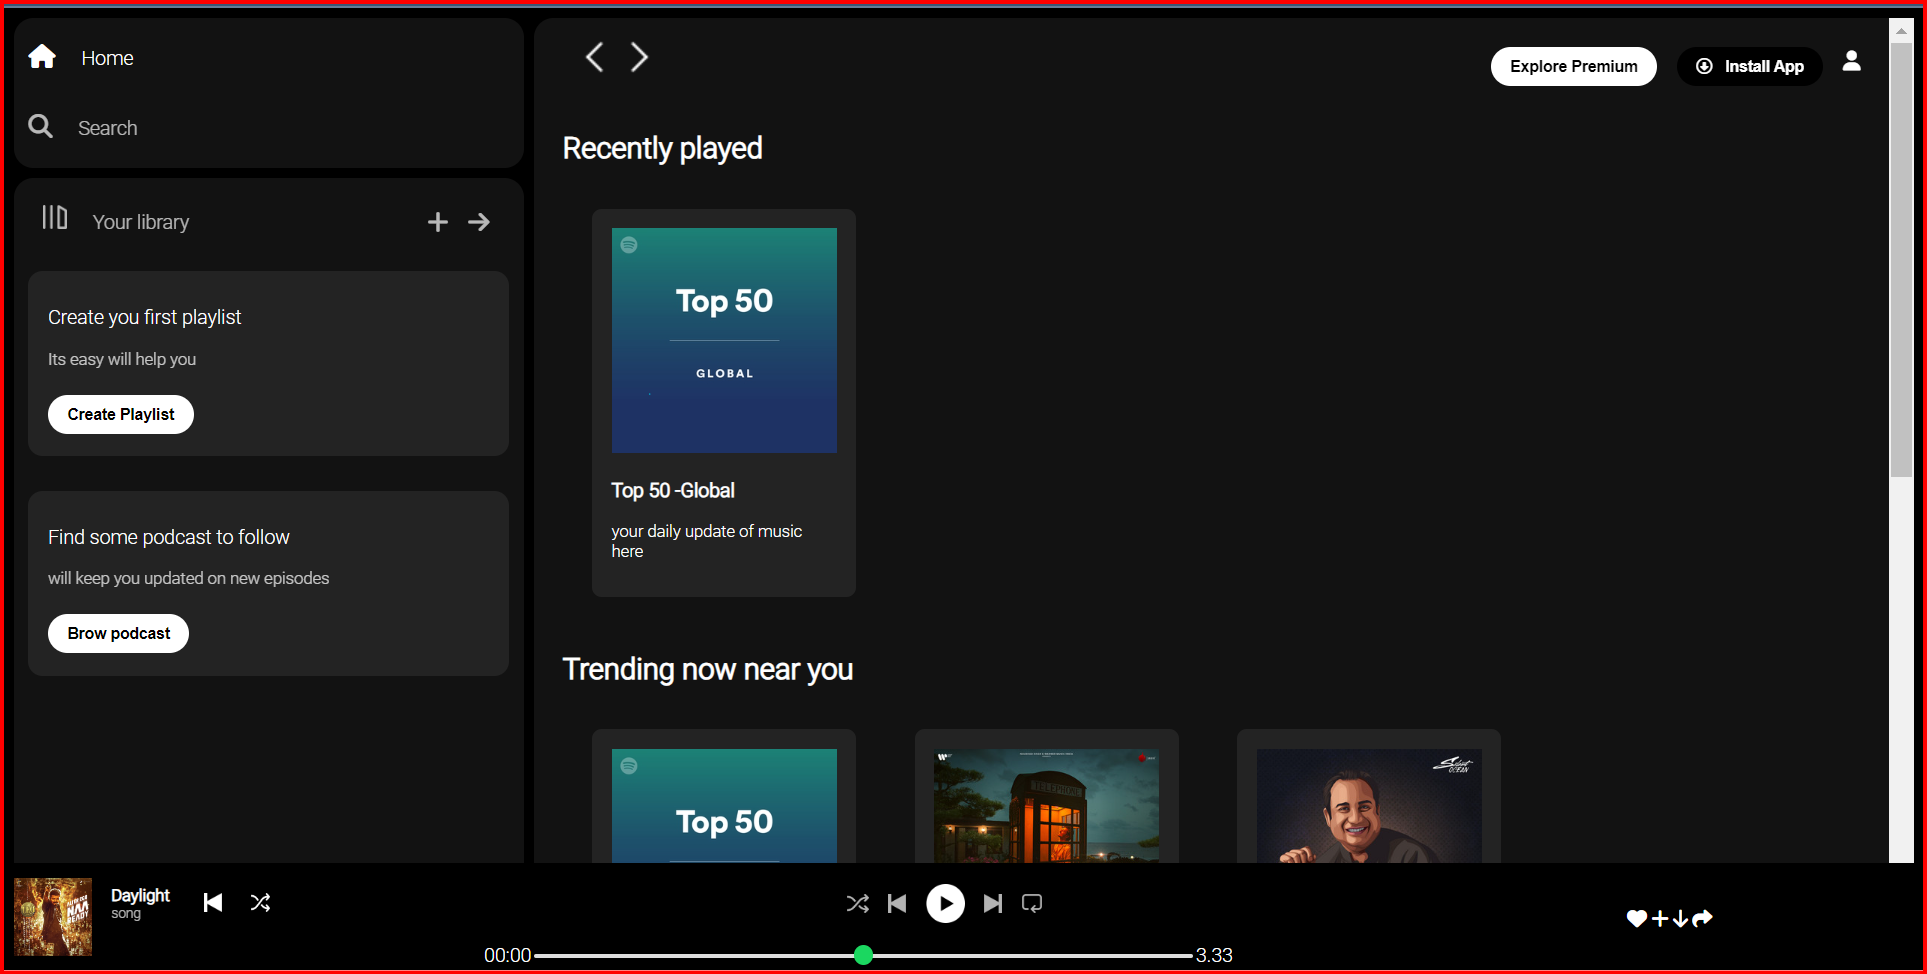 Home
Search
Your library
Create you first playlist
Its easy will help you
Create Playlist
Find some podcast to follow
will keep you updated on new episodes
Brow podcast
Explore Premium
Install App
Recently played
Top 50
GLOBAL
Top 50 -Global
your daily update of music
here
Trending now near you
Top 50
TELEPHONE
OCEAN
Daylight
song
NAA
READY
00:00
3.33